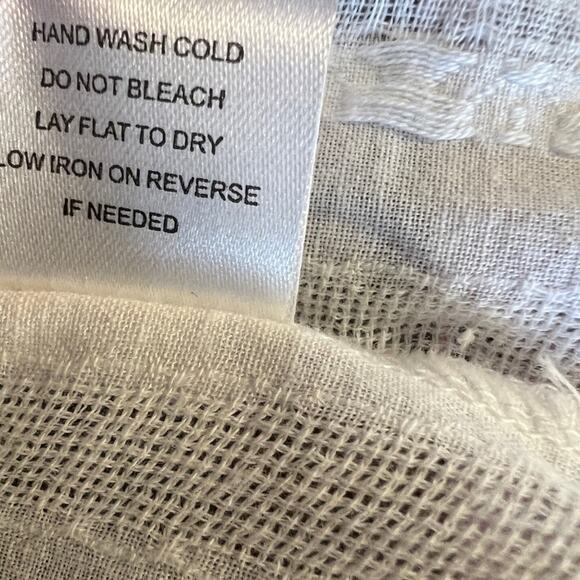 HAND WASH COLD
DO NOT BLEACH
LAY FLAT TO DRY
LOW IRON ON REVERSE
IF NEEDED